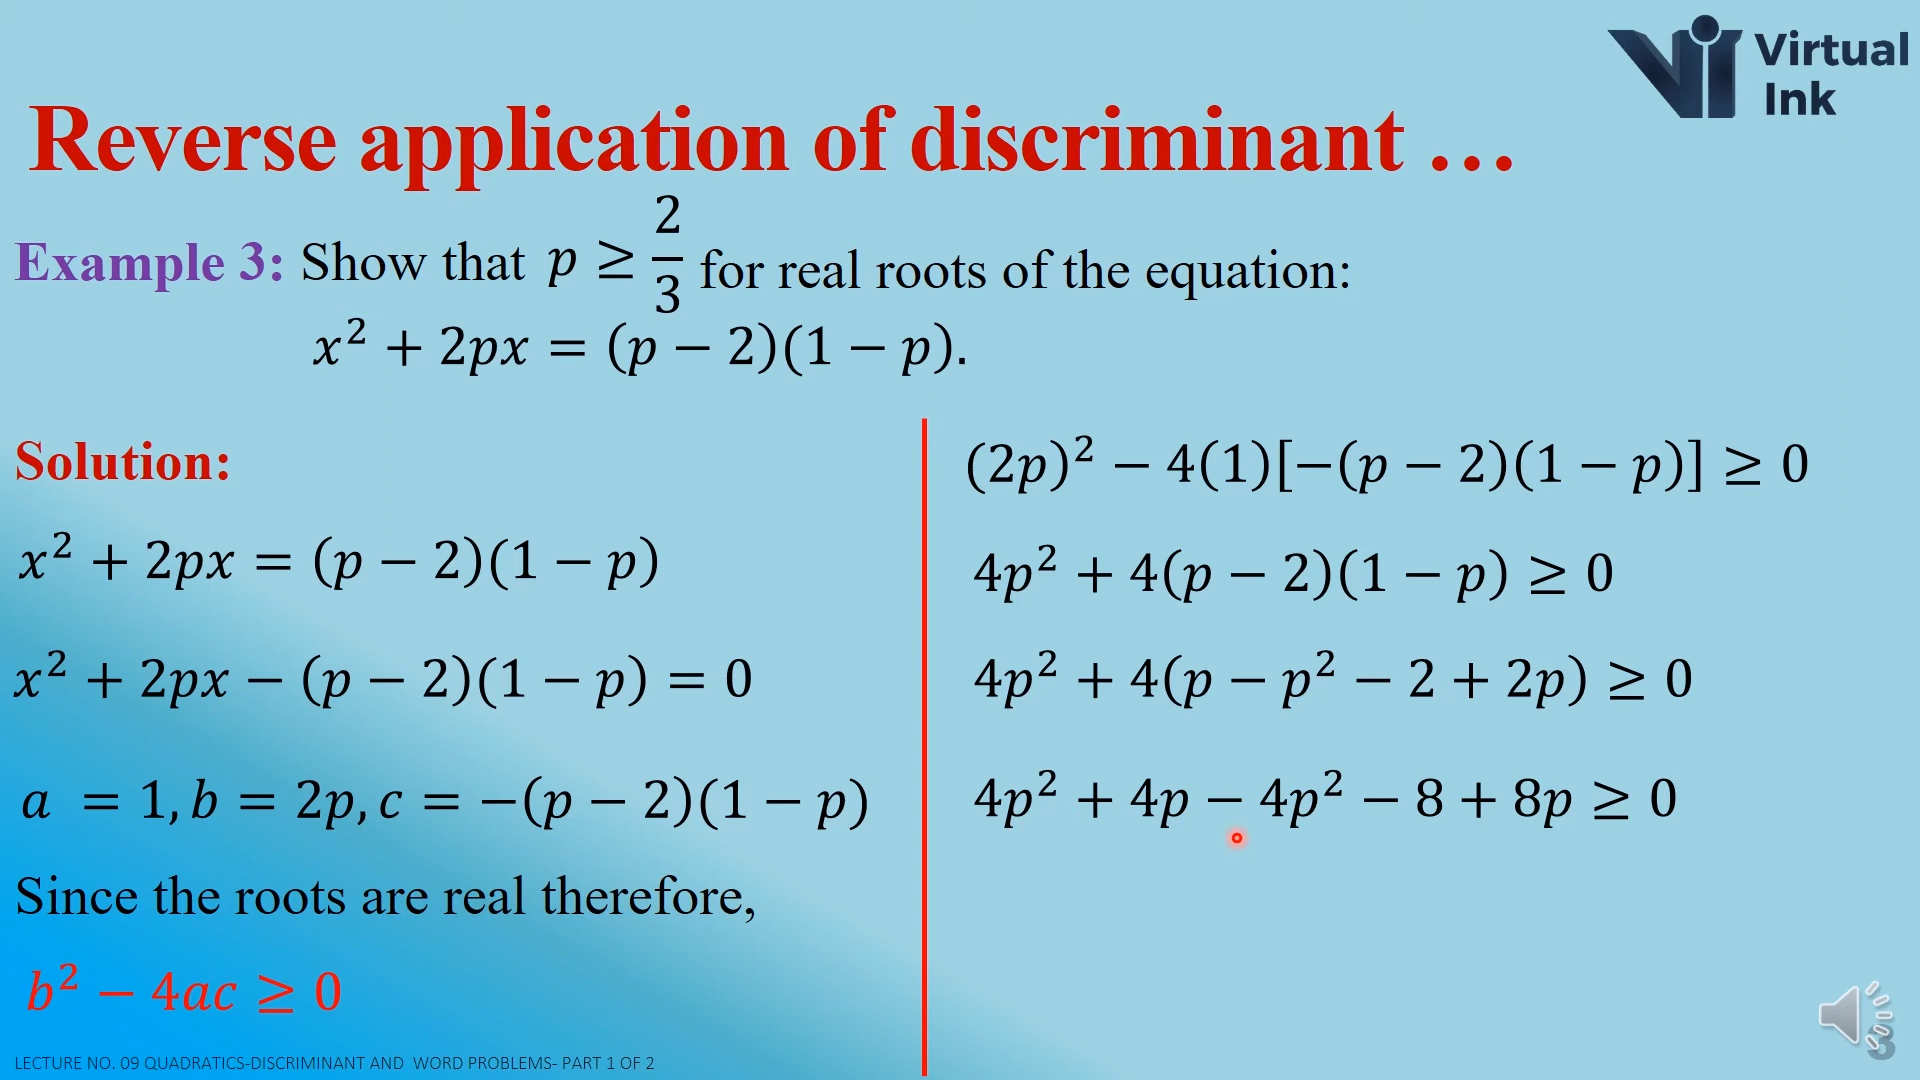 Virtual
Ink
Reverse application of discriminant …
Example 3: Show that p ≥ 2/3 for real roots of the equation:
x² + 2px = (p − 2)(1 − p).
Solution:
x² + 2px = (p − 2)(1 − p)
x² + 2px − (p − 2)(1 − p) = 0
a = 1, b = 2p, c = −(p − 2)(1 − p)
Since the roots are real therefore,
b² − 4ac ≥ 0
(2p)² − 4(1)[−(p − 2)(1 − p)] ≥ 0
4p² + 4(p − 2)(1 − p) ≥ 0
4p² + 4(p − p² − 2 + 2p) ≥ 0
4p² + 4p − 4p² − 8 + 8p ≥ 0
LECTURE NO. 09 QUADRATICS-DISCRIMINANT AND WORD PROBLEMS- PART 1 OF 2
3